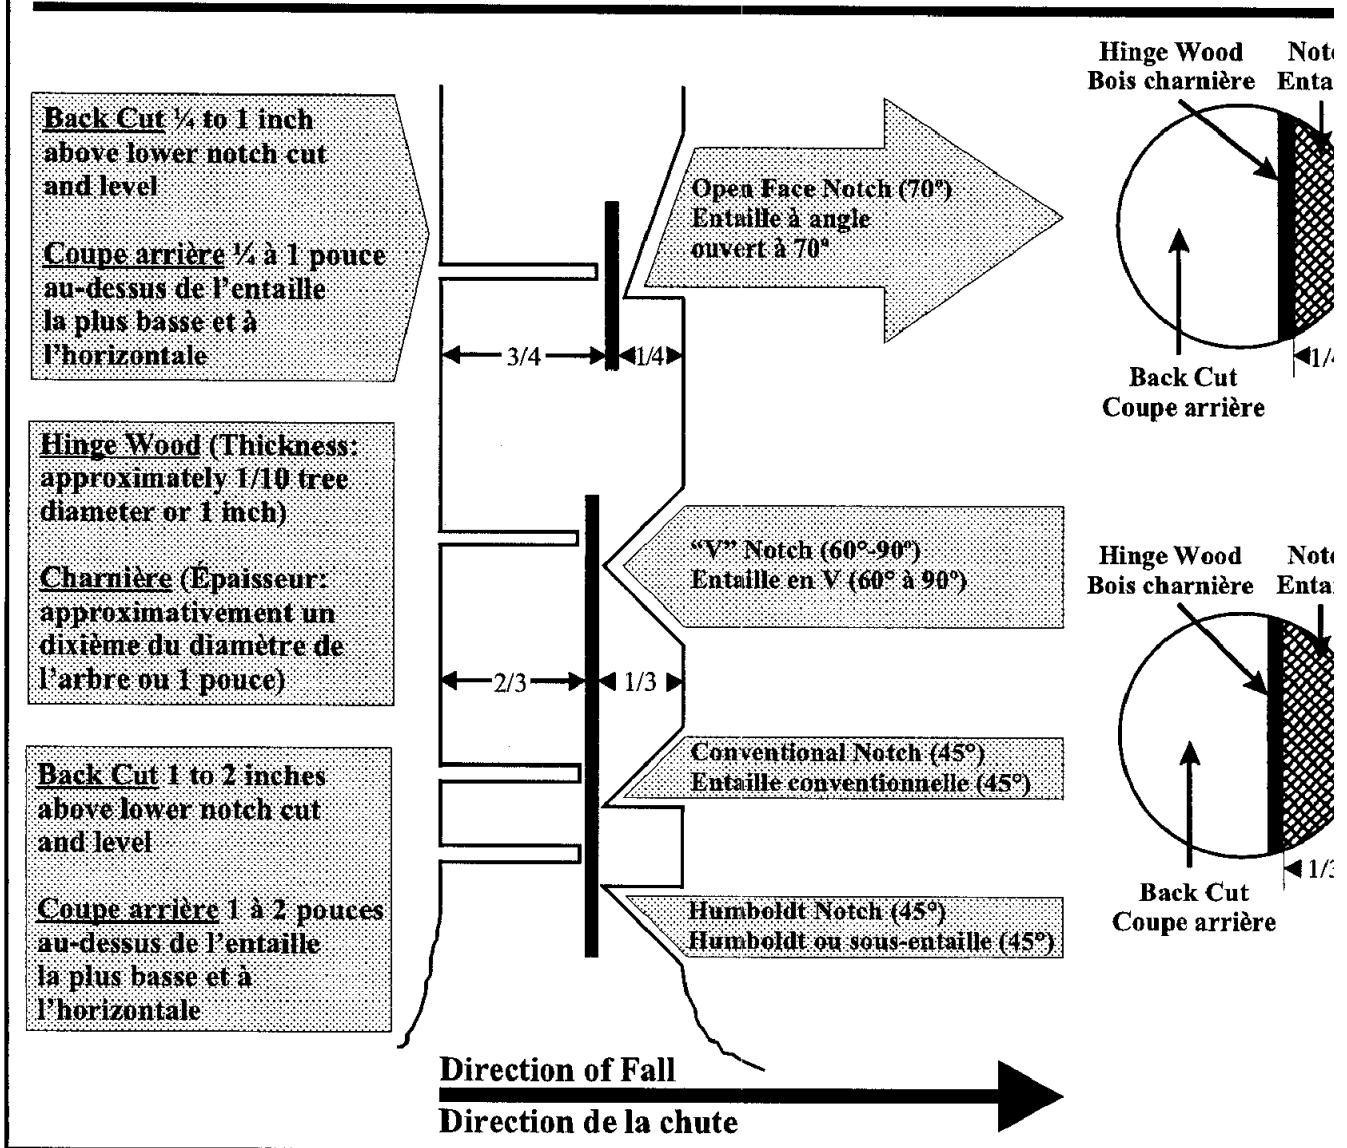 Back Cut ¼ to 1 inch
above lower notch cut
and level
Coupe arrière ¼ à 1 pouce
au-dessus de l'entaille
la plus basse et à
l'horizontale
Hinge Wood (Thickness:
approximately 1/10 tree
diameter or 1 inch)
Charnière (Épaisseur:
approximativement un
dixième du diamètre de
l'arbre ou 1 pouce)
Back Cut 1 to 2 inches
above lower notch cut
and level
Coupe arrière 1 à 2 pouces
au-dessus de l'entaille
la plus basse et à
l'horizontale
3/4
1/4
2/3
1/3
Open Face Notch (70°)
Entaille à angle
ouvert à 70°
"V" Notch (60°-90°)
Entaille en V (60° à 90°)
Conventional Notch (45°)
Entaille conventionnelle (45°)
Humboldt Notch (45°)
Humboldt ou sous-entaille (45°)
Direction of Fall
Direction de la chute
Hinge Wood
Bois charnière
Back Cut
Coupe arrière
Hinge Wood
Bois charnière
Back Cut
Coupe arrière